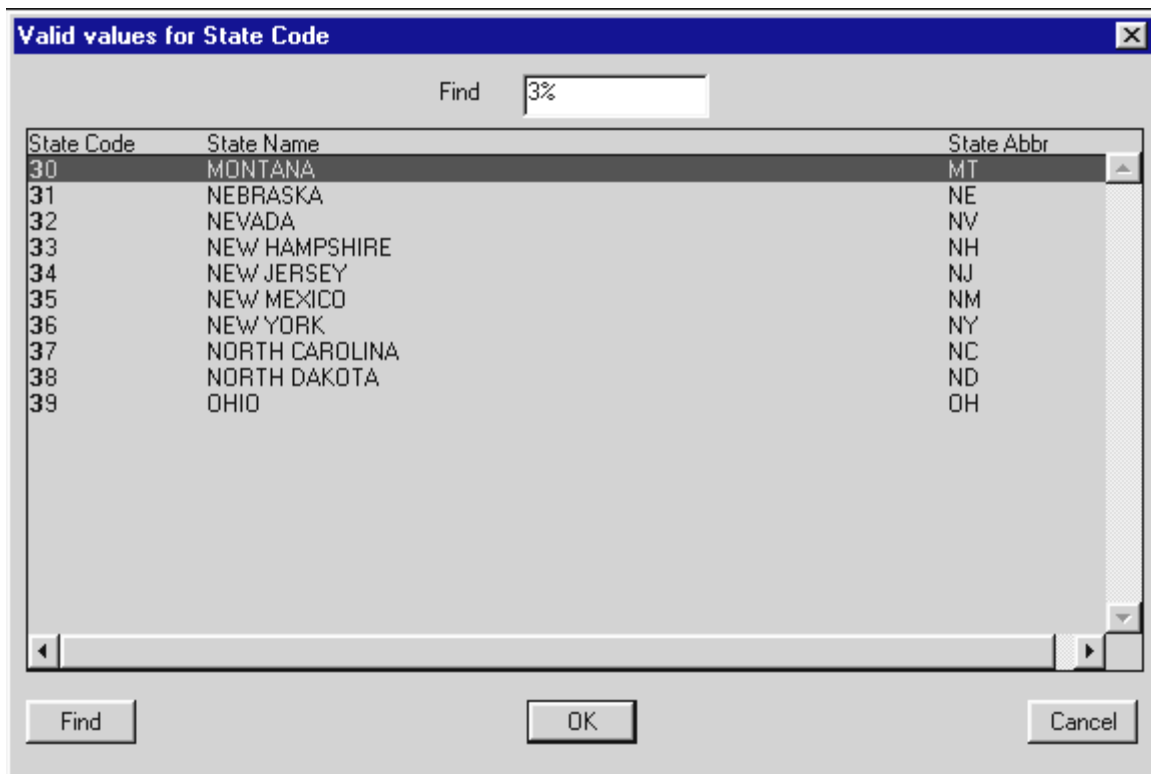 Valid values for State Code
Find 3%
State Code State Name State Abbr
30 MONTANA MT
31 NEBRASKA NE
32 NEVADA NV
33 NEW HAMPSHIRE NH
34 NEW JERSEY NJ
35 NEW MEXICO NM
36 NEW YORK NY
37 NORTH CAROLINA NC
38 NORTH DAKOTA ND
39 OHIO OH
Find OK Cancel